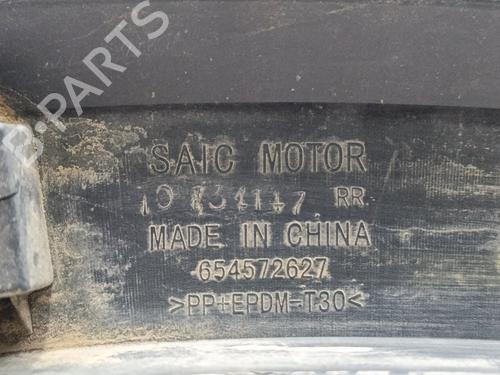 B-PARTS
SAIC MOTOR
RR
MADE IN CHINA
654572627
>PP+EPDM-T30<